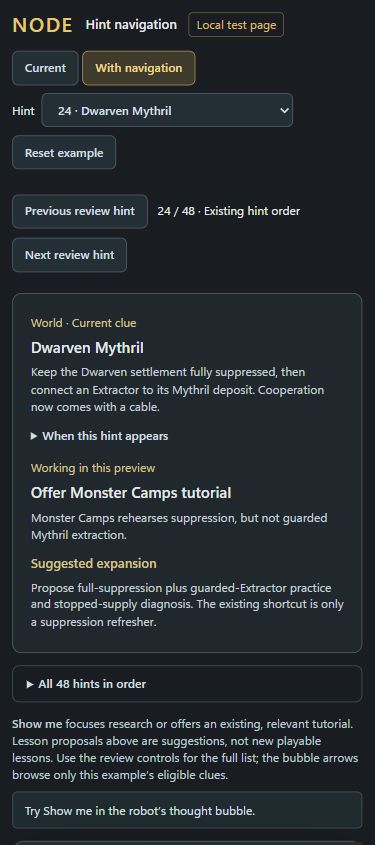 NODE Hint navigation Local test page
Current With navigation
Hint 24 · Dwarven Mythril
Reset example
Previous review hint 24 / 48 · Existing hint order
Next review hint
World · Current clue
Dwarven Mythril
Keep the Dwarven settlement fully suppressed, then
connect an Extractor to its Mythril deposit. Cooperation
now comes with a cable.
When this hint appears
Working in this preview
Offer Monster Camps tutorial
Monster Camps rehearses suppression, but not guarded
Mythril extraction.
Suggested expansion
Propose full-suppression plus guarded-Extractor practice
and stopped-supply diagnosis. The existing shortcut is only
a suppression refresher.
All 48 hints in order
Show me focuses research or offers an existing, relevant tutorial.
Lesson proposals above are suggestions, not new playable
lessons. Use the review controls for the full list; the bubble arrows
browse only this example's eligible clues.
Try Show me in the robot's thought bubble.